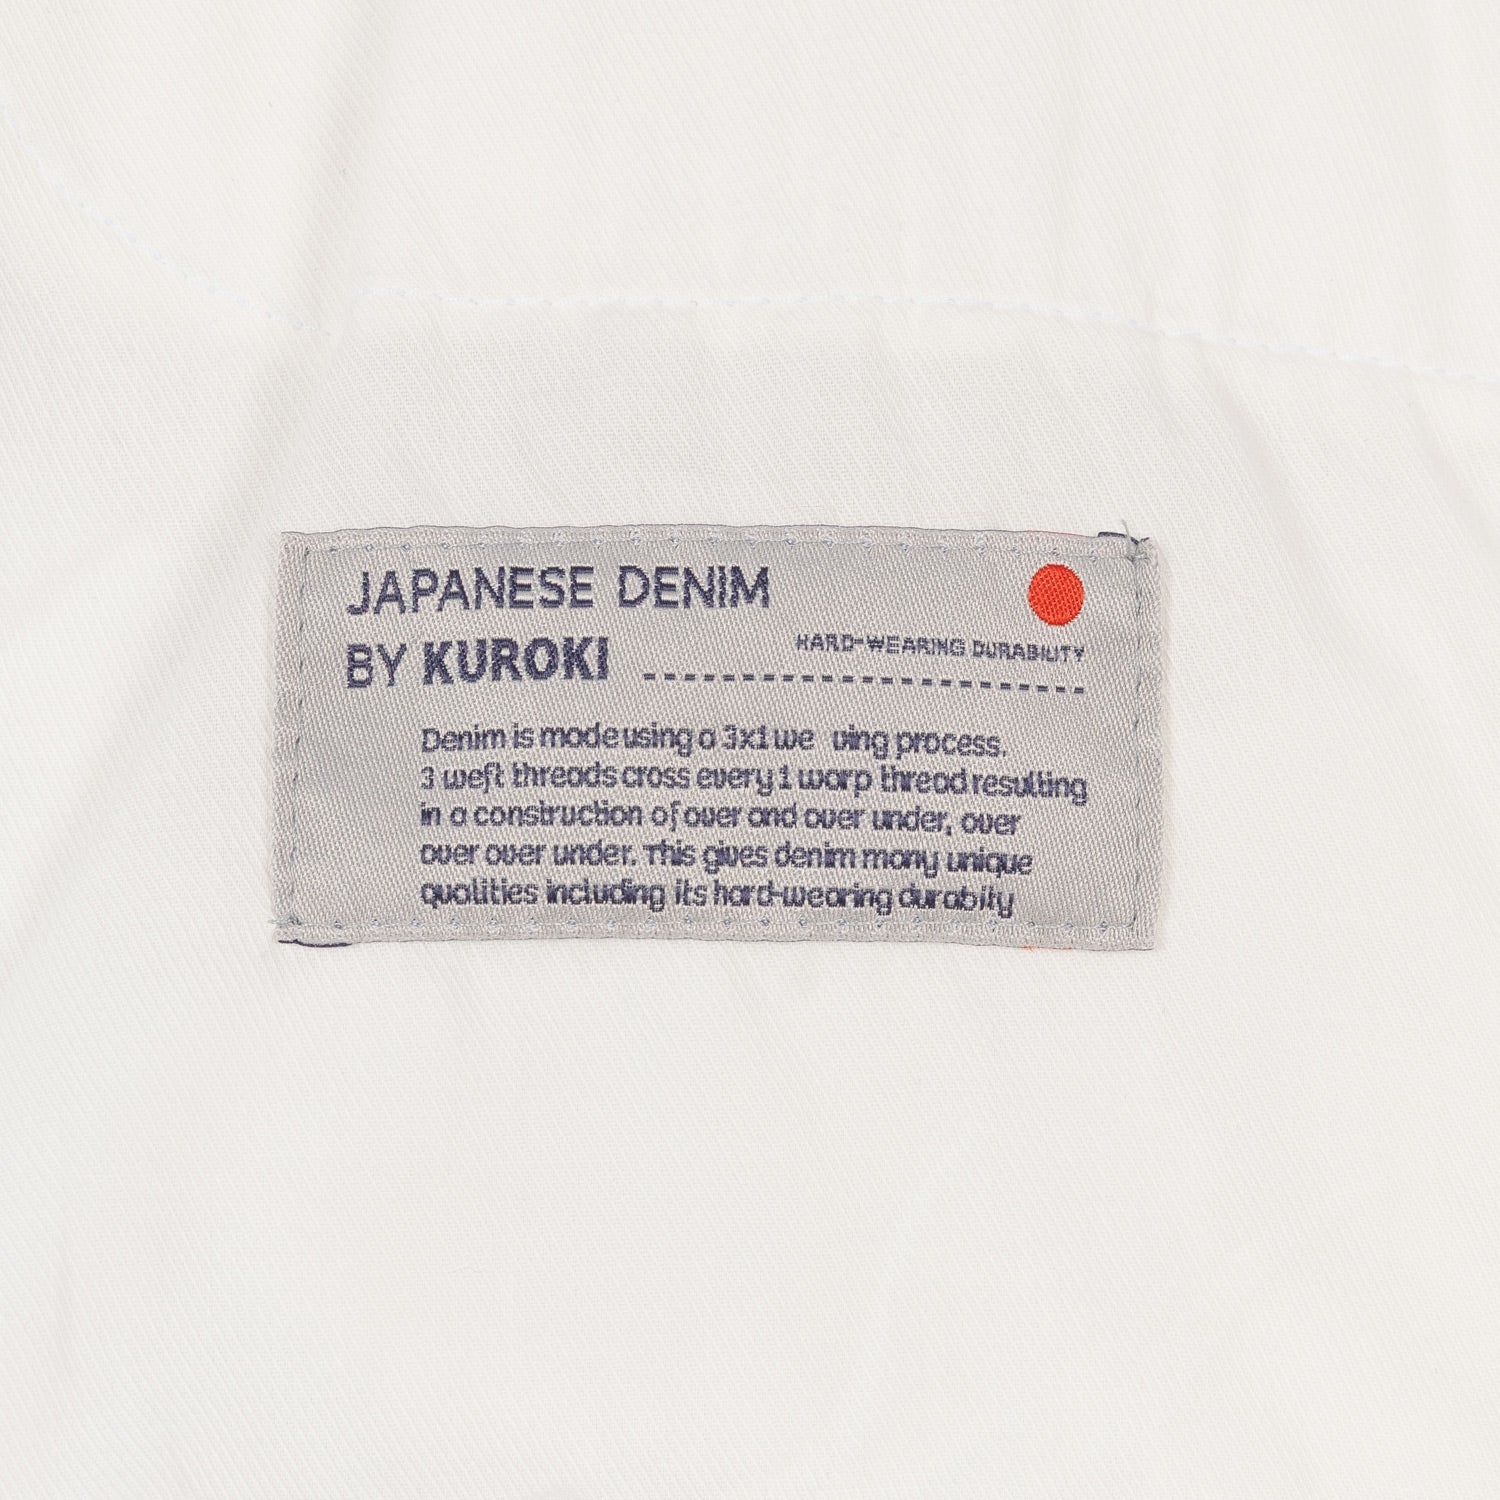 JAPANESE DENIM
BY KUROKI
HARD-WEARING DURABILITY
Denim is made using a 3x1 we ving process.
3 weft threads cross every 1 warp thread resulting
in a construction of over and over under, over
over over under. This gives denim many unique
qualities including its hard-wearing durabity